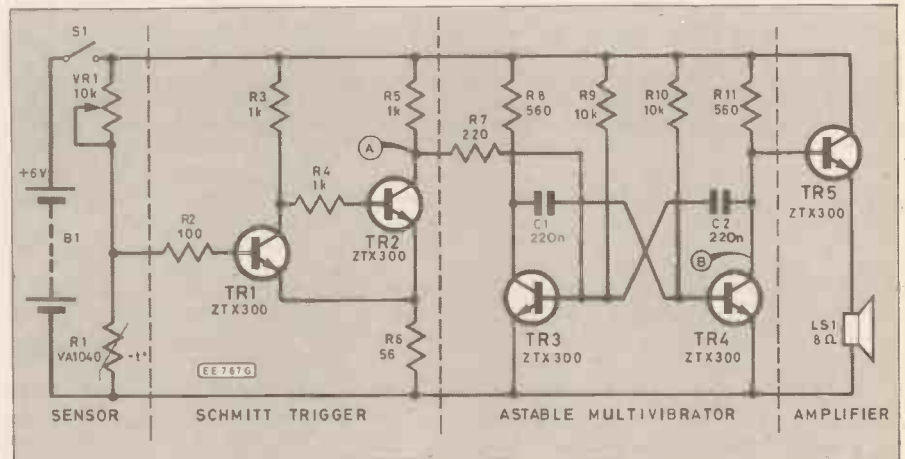 S1
VR1
10k
+6V
B1
R1
VA1040
-t°
R2
100
R3
1k
R4
1k
TR1
ZTX300
R5
1k
TR2
ZTX300
R6
56
EE767G
A
R7
220
R8
560
R9
10k
R10
10k
R11
560
C1
220n
C2
220n
B
TR3
ZTX300
TR4
ZTX300
TR5
ZTX300
LS1
8Ω
SENSOR
SCHMITT TRIGGER
ASTABLE MULTIVIBRATOR
AMPLIFIER